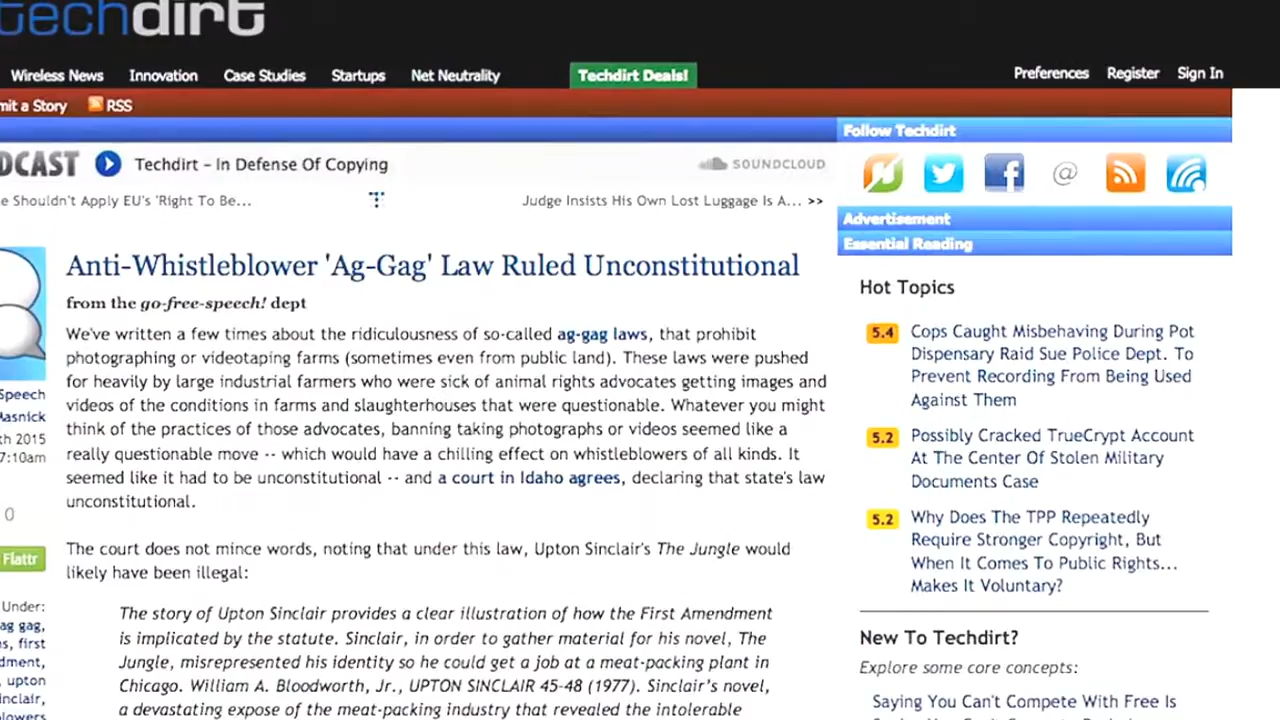 techdirt
Wireless News Innovation Case Studies Startups Net Neutrality Techdirt Deals! Preferences Register Sign In
mit a Story RSS
Follow Techdirt
DCAST Techdirt – In Defense Of Copying SOUNDCLOUD
e Shouldn't Apply EU's 'Right To Be... Judge Insists His Own Lost Luggage Is A... >>
Anti-Whistleblower 'Ag-Gag' Law Ruled Unconstitutional
from the go-free-speech! dept
We've written a few times about the ridiculousness of so-called ag-gag laws, that prohibit
photographing or videotaping farms (sometimes even from public land). These laws were pushed
for heavily by large industrial farmers who were sick of animal rights advocates getting images and
videos of the conditions in farms and slaughterhouses that were questionable. Whatever you might
think of the practices of those advocates, banning taking photographs or videos seemed like a
really questionable move -- which would have a chilling effect on whistleblowers of all kinds. It
seemed like it had to be unconstitutional -- and a court in Idaho agrees, declaring that state's law
unconstitutional.
The court does not mince words, noting that under this law, Upton Sinclair's The Jungle would
likely have been illegal:
The story of Upton Sinclair provides a clear illustration of how the First Amendment
is implicated by the statute. Sinclair, in order to gather material for his novel, The
Jungle, misrepresented his identity so he could get a job at a meat-packing plant in
Chicago. William A. Bloodworth, Jr., UPTON SINCLAIR 45-48 (1977). Sinclair's novel,
a devastating expose of the meat-packing industry that revealed the intolerable
Speech
Masnick
th 2015
7:10am
0
Flattr
Under:
ag gag,
s, first
dment,
, upton
inclair,
blowers
@
Advertisement
Essential Reading
Hot Topics
5.4 Cops Caught Misbehaving During Pot
Dispensary Raid Sue Police Dept. To
Prevent Recording From Being Used
Against Them
5.2 Possibly Cracked TrueCrypt Account
At The Center Of Stolen Military
Documents Case
5.2 Why Does The TPP Repeatedly
Require Stronger Copyright, But
When It Comes To Public Rights...
Makes It Voluntary?
New To Techdirt?
Explore some core concepts:
Saying You Can't Compete With Free Is